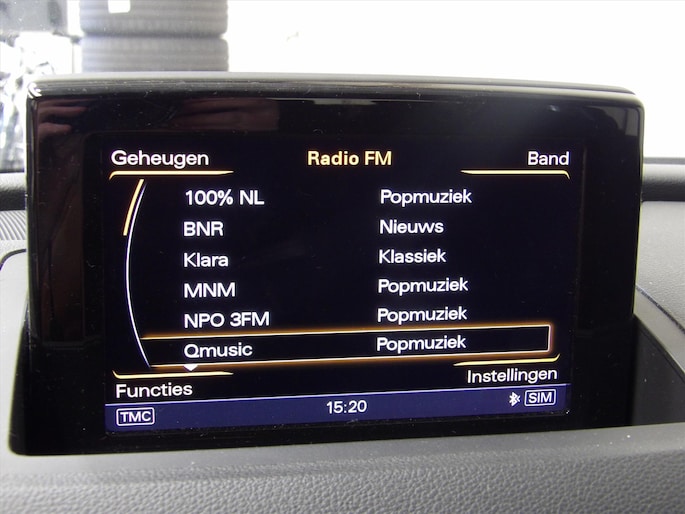 Geheugen Radio FM Band
100% NL Popmuziek
BNR Nieuws
Klara Klassiek
MNM Popmuziek
NPO 3FM Popmuziek
Qmusic Popmuziek
Functies Instellingen
TMC 15:20 SIM